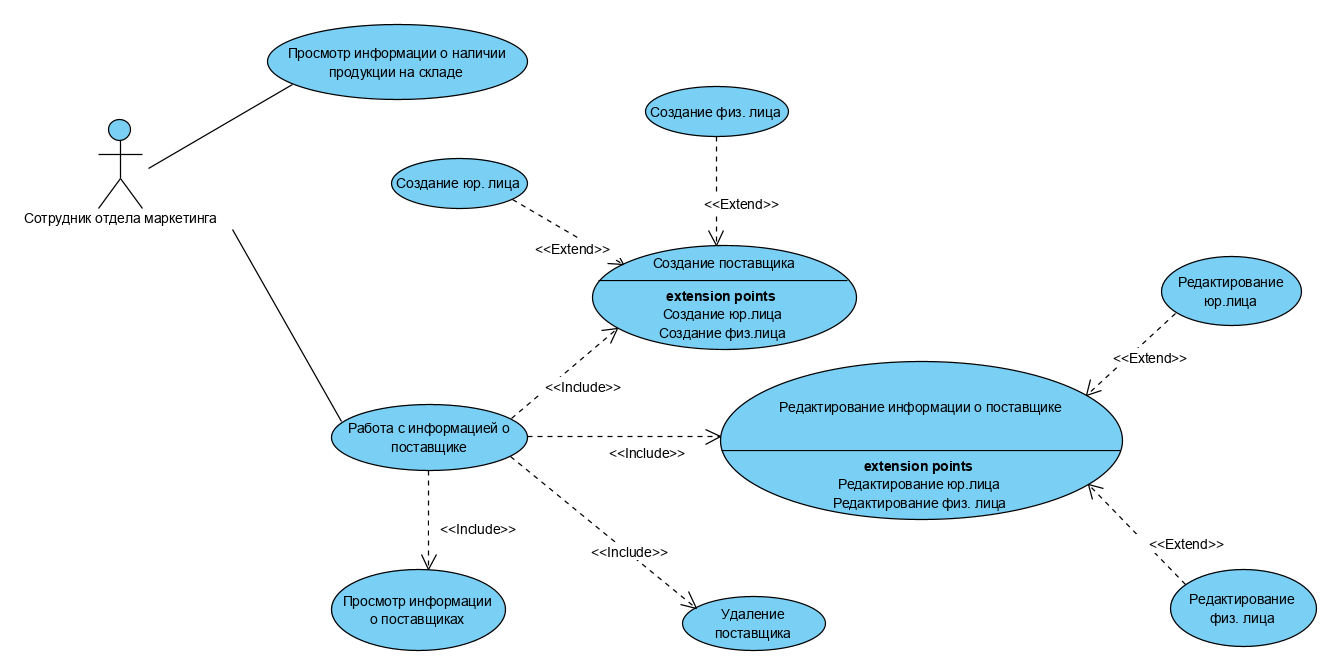 Просмотр информации о наличии
продукции на складе
Создание физ. лица
Создание юр. лица
<<Extend>>
Сотрудник отдела маркетинга
<<Extend>>
Создание поставщика
extension points
Создание юр.лица
Создание физ.лица
Редактирование
юр.лица
<<Extend>>
<<Include>>
Редактирование информации о поставщике
extension points
Редактирование юр.лица
Редактирование физ. лица
Работа с информацией о
поставщике
<<Include>>
<<Include>>
<<Include>>
<<Extend>>
Просмотр информации
о поставщиках
Удаление
поставщика
Редактирование
физ. лица